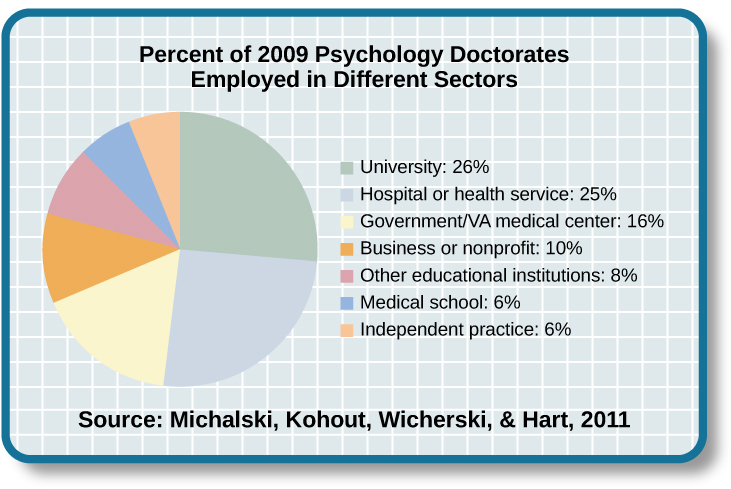 Percent of 2009 Psychology Doctorates
Employed in Different Sectors
University: 26%
Hospital or health service: 25%
Government/VA medical center: 16%
Business or nonprofit: 10%
Other educational institutions: 8%
Medical school: 6%
Independent practice: 6%
Source: Michalski, Kohout, Wicherski, & Hart, 2011